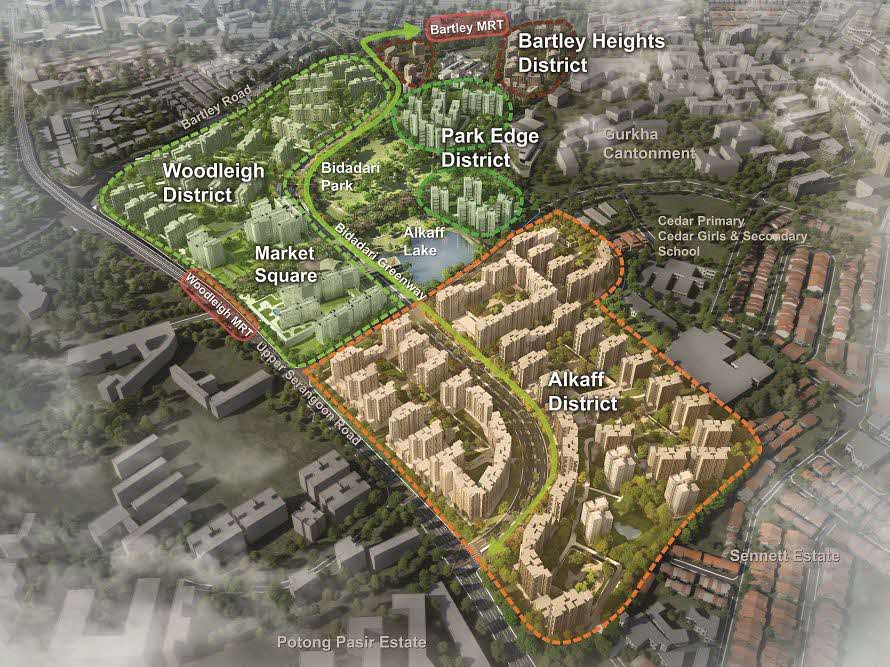 Bartley MRT
Bartley Heights
District
Bartley Road
Park Edge
District
Gurkha
Cantonment
Woodleigh
District
Bidadari
Park
Cedar Primary
Cedar Girls & Secondary
School
Alkaff
Lake
Bidadari Greenway
Market
Square
Woodleigh MRT
Upper Serangoon Road
Alkaff
District
Sennett Estate
Potong Pasir Estate